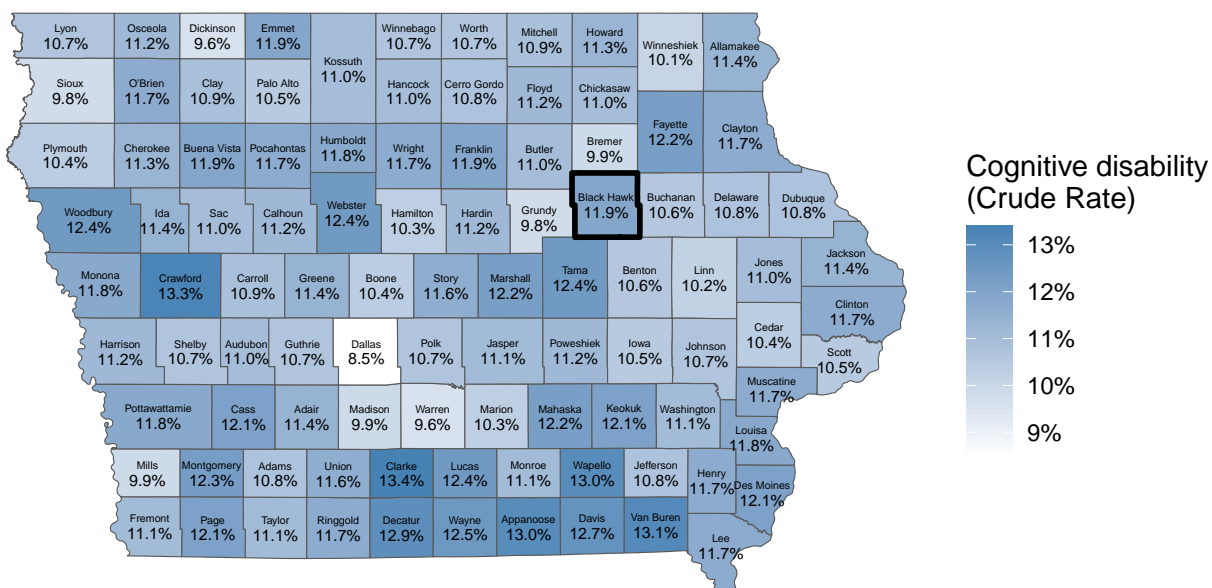 Lyon
10.7%
Osceola
11.2%
Dickinson
9.6%
Emmet
11.9%
Kossuth
11.0%
Winnebago
10.7%
Worth
10.7%
Mitchell
10.9%
Howard
11.3%
Winneshiek
10.1%
Allamakee
11.4%
Sioux
9.8%
O'Brien
11.7%
Clay
10.9%
Palo Alto
10.5%
Hancock
11.0%
Cerro Gordo
10.8%
Floyd
11.2%
Chickasaw
11.0%
Fayette
12.2%
Clayton
11.7%
Plymouth
10.4%
Cherokee
11.3%
Buena Vista
11.9%
Pocahontas
11.7%
Humboldt
11.8%
Wright
11.7%
Franklin
11.9%
Butler
11.0%
Bremer
9.9%
Woodbury
12.4%
Ida
11.4%
Sac
11.0%
Calhoun
11.2%
Webster
12.4%
Hamilton
10.3%
Hardin
11.2%
Grundy
9.8%
Black Hawk
11.9%
Buchanan
10.6%
Delaware
10.8%
Dubuque
10.8%
Monona
11.8%
Crawford
13.3%
Carroll
10.9%
Greene
11.4%
Boone
10.4%
Story
11.6%
Marshall
12.2%
Tama
12.4%
Benton
10.6%
Linn
10.2%
Jones
11.0%
Jackson
11.4%
Clinton
11.7%
Harrison
11.2%
Shelby
10.7%
Audubon
11.0%
Guthrie
10.7%
Dallas
8.5%
Polk
10.7%
Jasper
11.1%
Poweshiek
11.2%
Iowa
10.5%
Johnson
10.7%
Cedar
10.4%
Scott
10.5%
Muscatine
11.7%
Pottawattamie
11.8%
Cass
12.1%
Adair
11.4%
Madison
9.9%
Warren
9.6%
Marion
10.3%
Mahaska
12.2%
Keokuk
12.1%
Washington
11.1%
Louisa
11.8%
Mills
9.9%
Montgomery
12.3%
Adams
10.8%
Union
11.6%
Clarke
13.4%
Lucas
12.4%
Monroe
11.1%
Wapello
13.0%
Jefferson
10.8%
Henry
11.7%
Des Moines
12.1%
Fremont
11.1%
Page
12.1%
Taylor
11.1%
Ringgold
11.7%
Decatur
12.9%
Wayne
12.5%
Appanoose
13.0%
Davis
12.7%
Van Buren
13.1%
Lee
11.7%
Cognitive disability
(Crude Rate)
13%
12%
11%
10%
9%